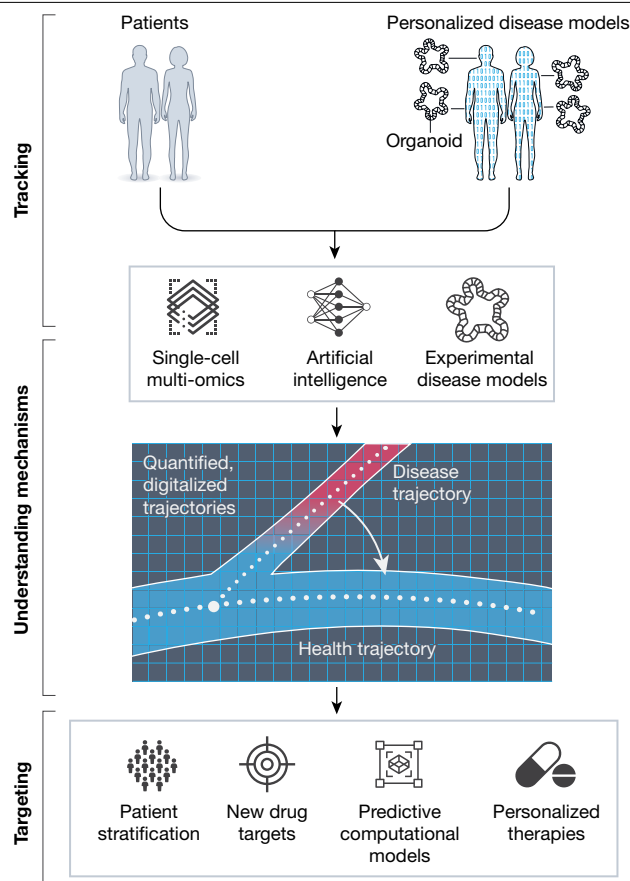 Patients
Personalized disease models
Organoid
Tracking
Single-cell
multi-omics
Artificial
intelligence
Experimental
disease models
Understanding mechanisms
Quantified,
digitalized
trajectories
Disease
trajectory
Health trajectory
Targeting
Patient
stratification
New drug
targets
Predictive
computational
models
Personalized
therapies